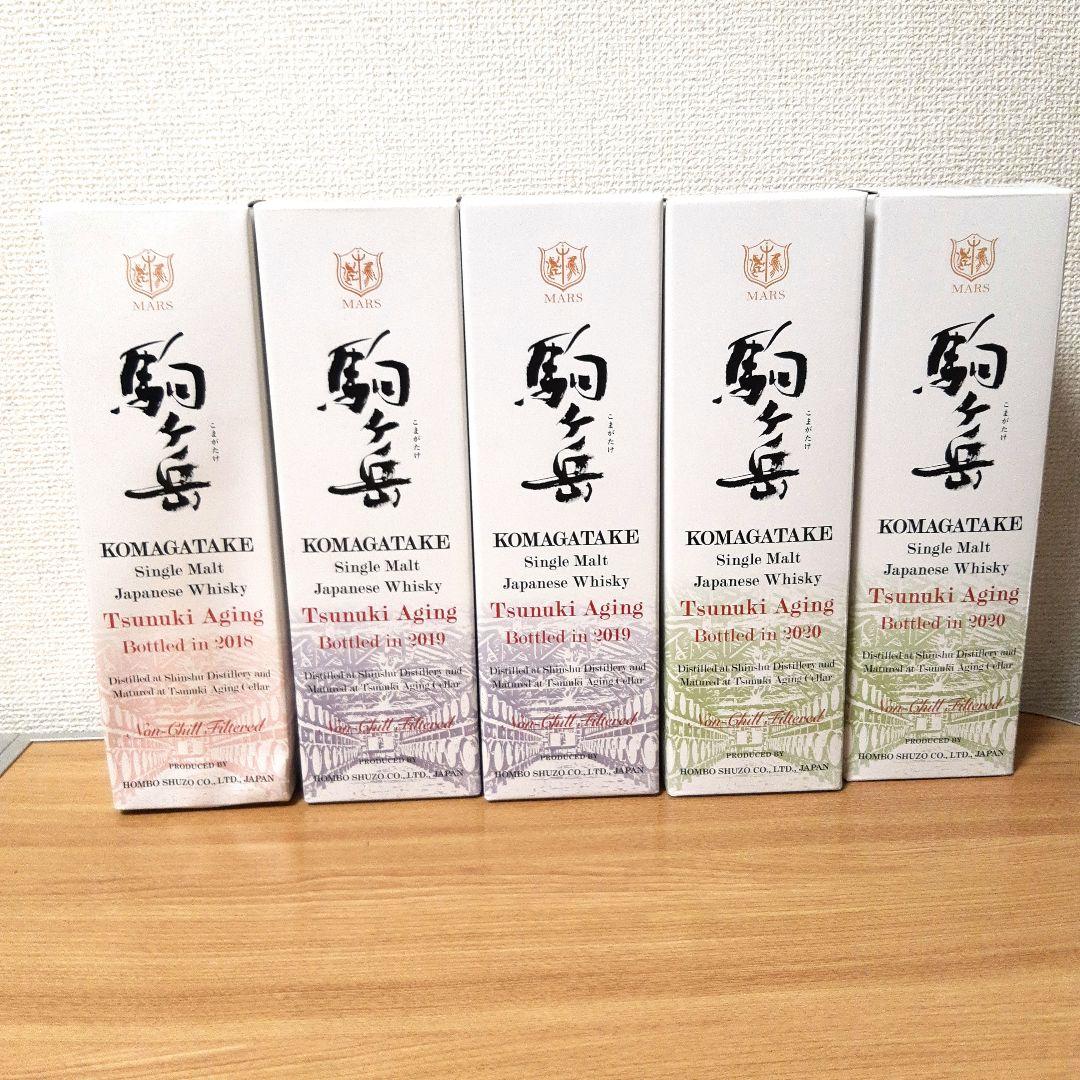 MARS
駒ヶ岳
こまがたけ
KOMAGATAKE
Single Malt
Japanese Whisky
Tsunuki Aging
Bottled in 2018
Distilled at Shinshu Distillery and
Matured at Tsunuki Aging Cellar
Non-Chill Filtered
PRODUCED BY
HOMBO SHUZO CO., LTD., JAPAN
MARS
駒ヶ岳
こまがたけ
KOMAGATAKE
Single Malt
Japanese Whisky
Tsunuki Aging
Bottled in 2019
Distilled at Shinshu Distillery and
Matured at Tsunuki Aging Cellar
Non-Chill Filtered
PRODUCED BY
HOMBO SHUZO CO., LTD., JAPAN
MARS
駒ヶ岳
こまがたけ
KOMAGATAKE
Single Malt
Japanese Whisky
Tsunuki Aging
Bottled in 2019
Distilled at Shinshu Distillery and
Matured at Tsunuki Aging Cellar
Non-Chill Filtered
PRODUCED BY
HOMBO SHUZO CO., LTD., JAPAN
MARS
駒ヶ岳
こまがたけ
KOMAGATAKE
Single Malt
Japanese Whisky
Tsunuki Aging
Bottled in 2020
Distilled at Shinshu Distillery and
Matured at Tsunuki Aging Cellar
Non-Chill Filtered
PRODUCED BY
HOMBO SHUZO CO., LTD., JAPAN
MARS
駒ヶ岳
こまがたけ
KOMAGATAKE
Single Malt
Japanese Whisky
Tsunuki Aging
Bottled in 2020
Distilled at Shinshu Distillery and
Matured at Tsunuki Aging Cellar
Non-Chill Filtered
PRODUCED BY
HOMBO SHUZO CO., LTD., JAPAN